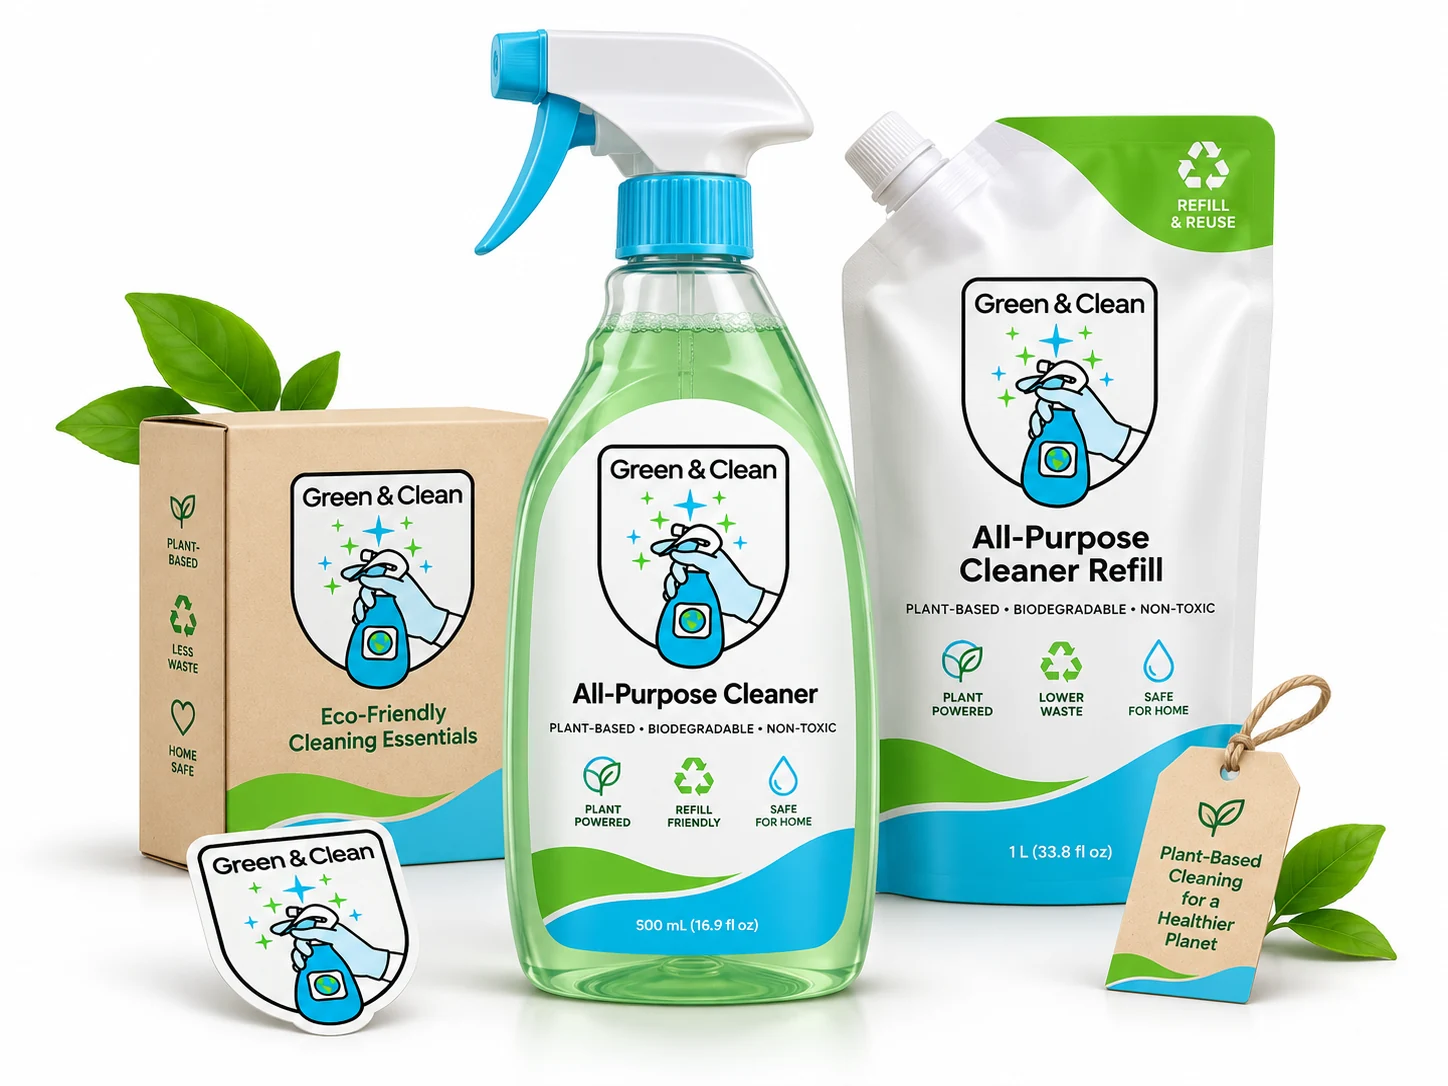 REFILL
& REUSE
Green & Clean
All-Purpose
Cleaner Refill
PLANT-BASED • BIODEGRADABLE • NON-TOXIC
PLANT
POWERED
LOWER
WASTE
SAFE
FOR HOME
1 L (33.8 fl oz)
Green & Clean
All-Purpose Cleaner
PLANT-BASED • BIODEGRADABLE • NON-TOXIC
PLANT
POWERED
REFILL
FRIENDLY
SAFE
FOR HOME
500 mL (16.9 fl oz)
PLANT-
BASED
LESS
WASTE
HOME
SAFE
Green & Clean
Eco-Friendly
Cleaning Essentials
Green & Clean
Plant-Based
Cleaning
for a
Healthier
Planet